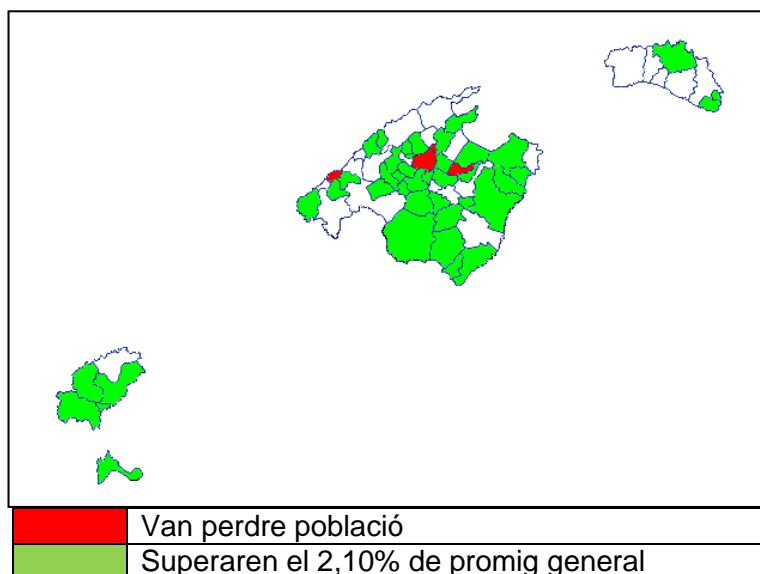 Van perdre població
Superaren el 2,10% de promig general